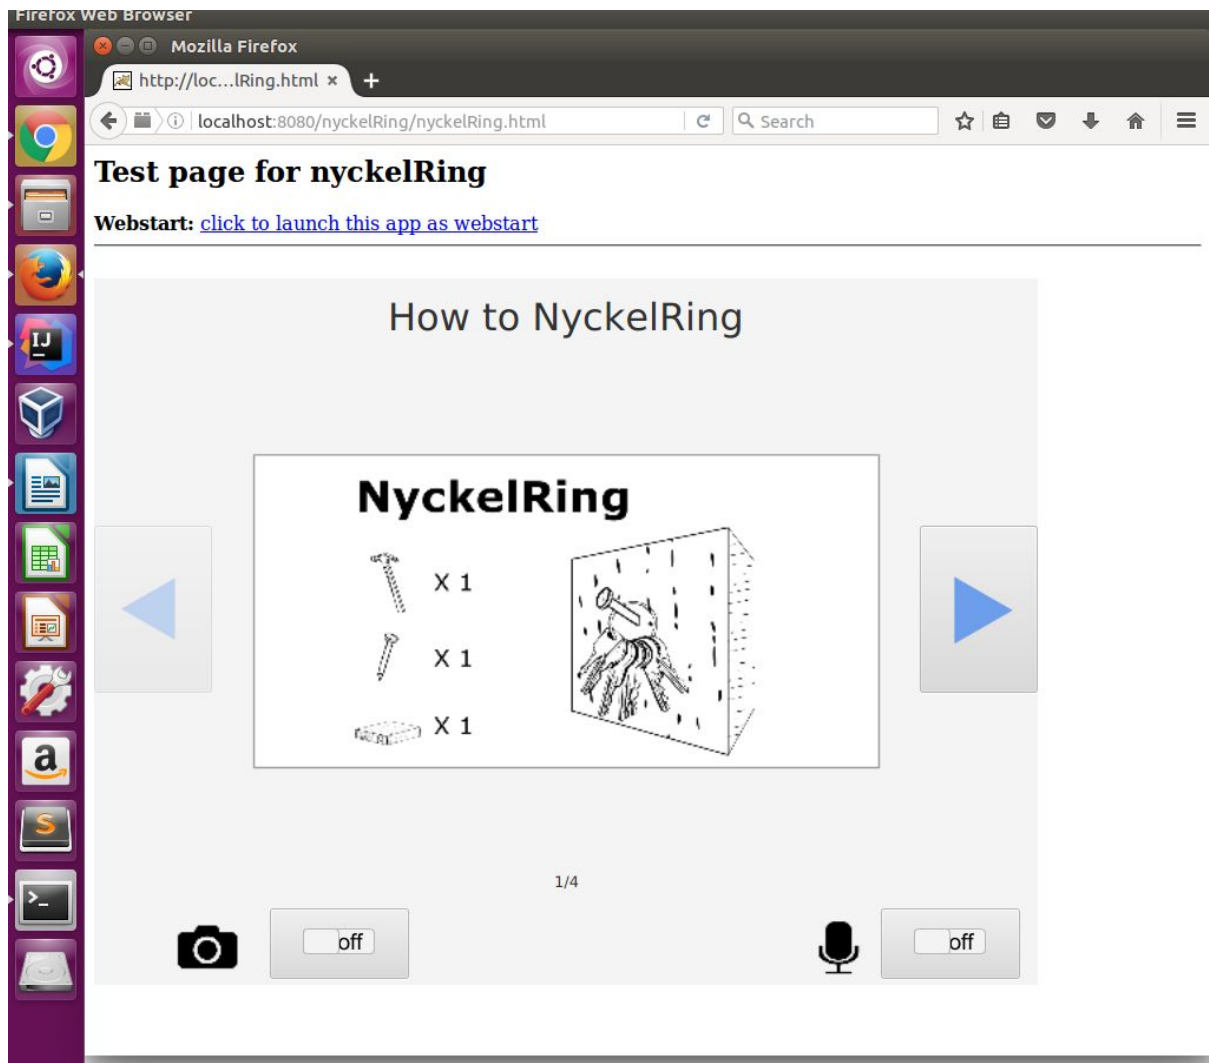 Firefox Web Browser
Mozilla Firefox
http://loc...lRing.html × +
localhost:8080/nyckelRing/nyckelRing.html Search
Test page for nyckelRing
Webstart: click to launch this app as webstart
How to NyckelRing
NyckelRing
X 1
X 1
X 1
1/4
off off
IJ
a
S
>_